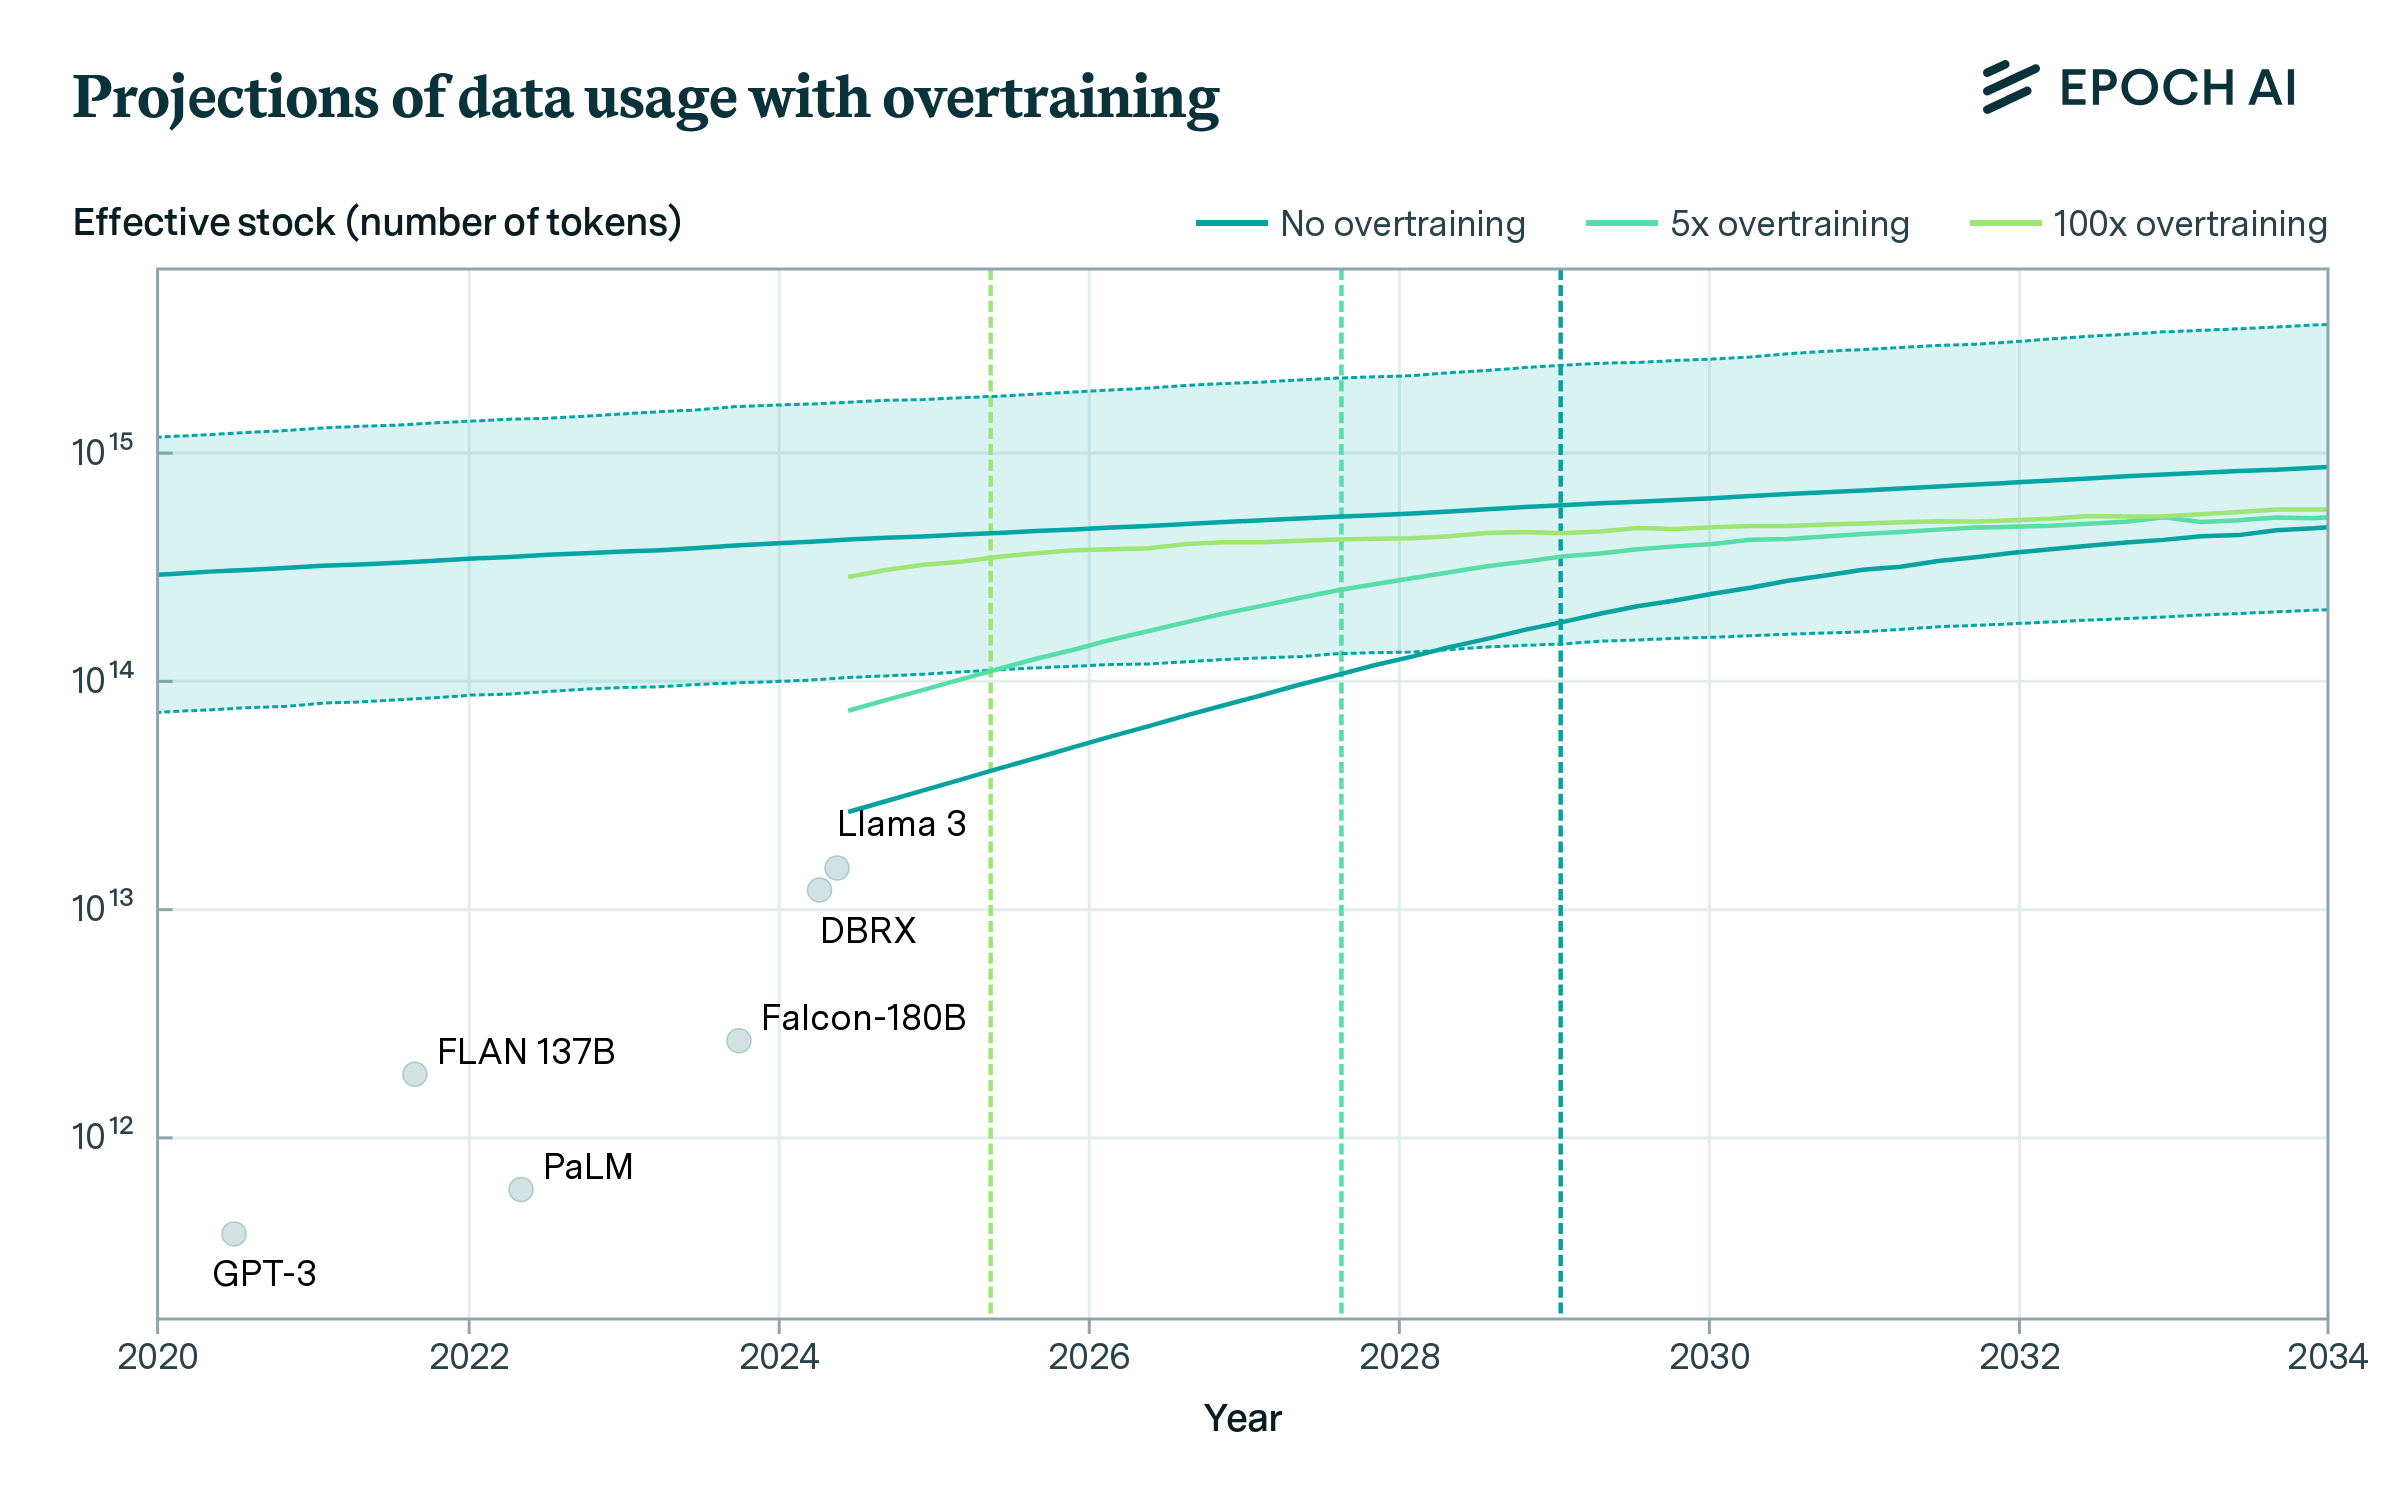 Projections of data usage with overtraining
EPOCH AI
Effective stock (number of tokens)
No overtraining
5x overtraining
100x overtraining
10^15
10^14
10^13
10^12
Llama 3
DBRX
Falcon-180B
FLAN 137B
PaLM
GPT-3
2020 2022 2024 2026 2028 2030 2032 2034
Year